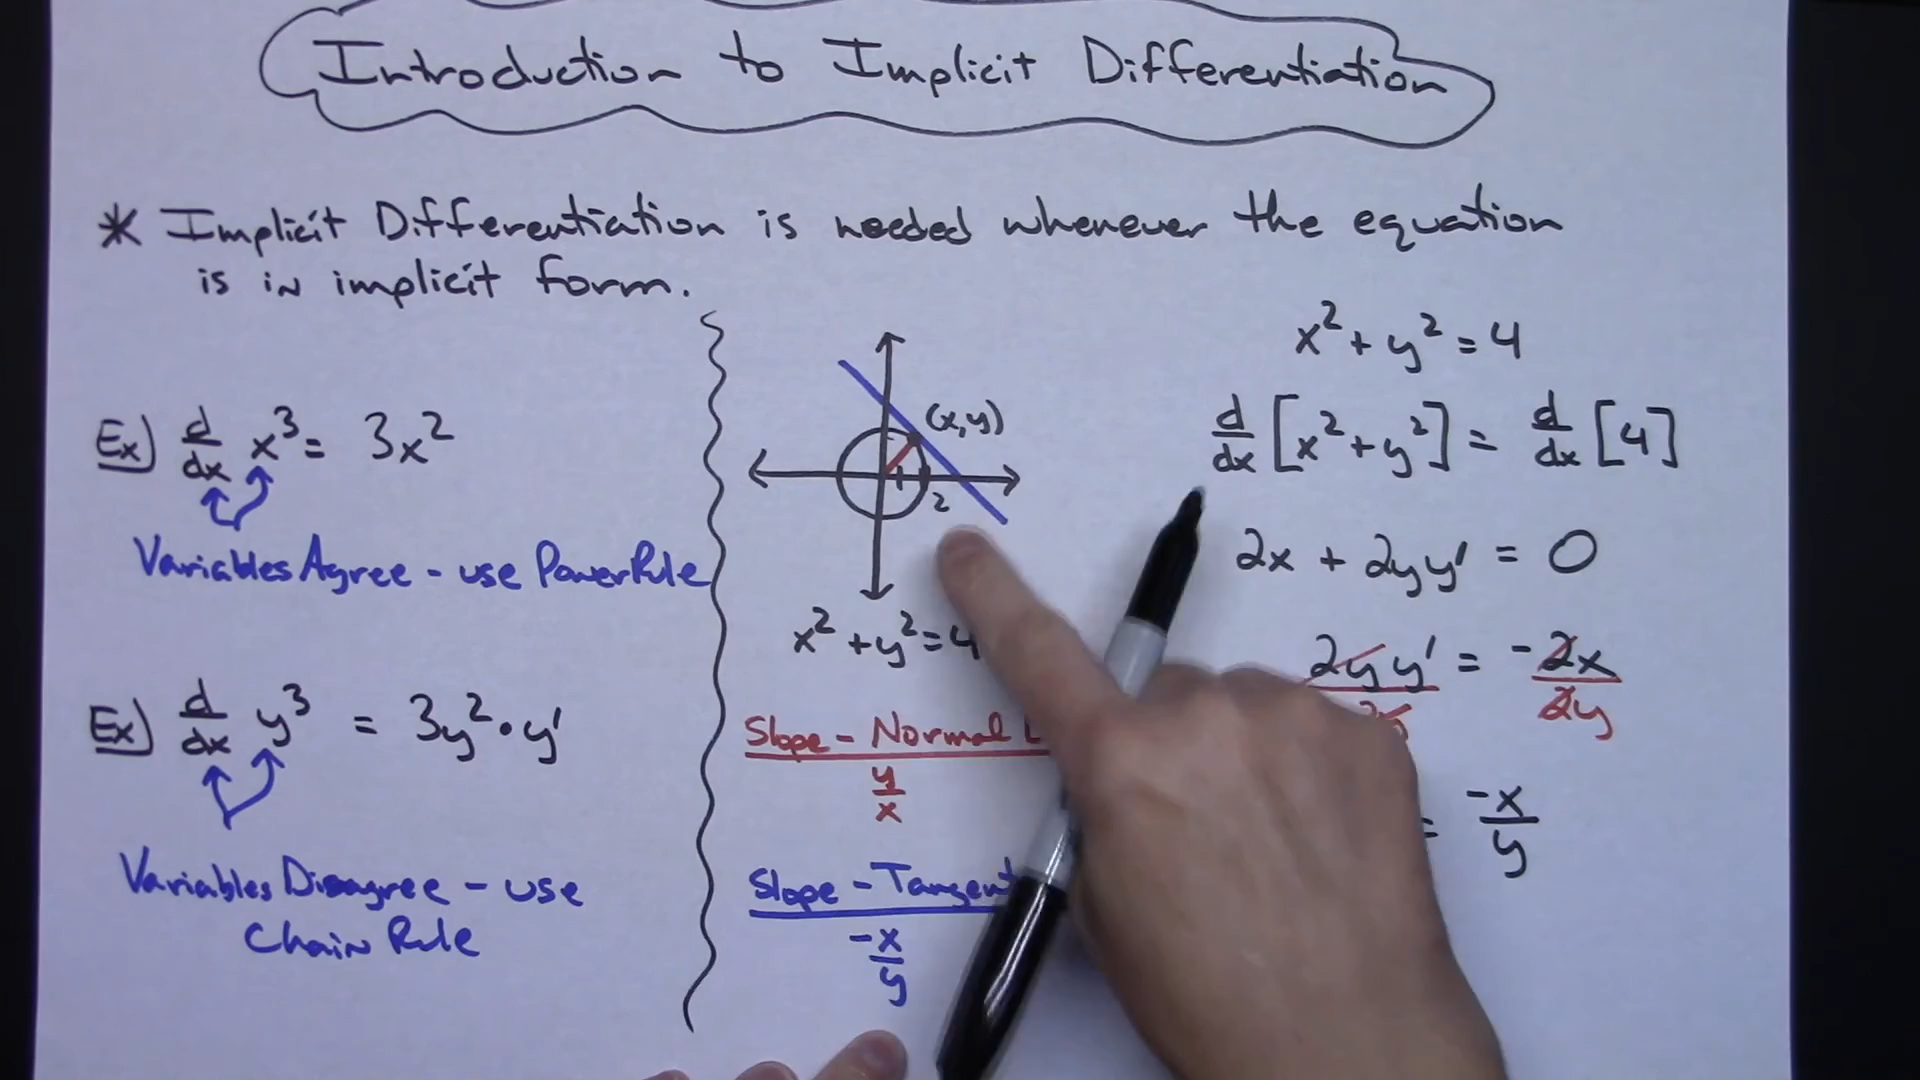 Introduction to Implicit Differentiation
* Implicit Differentiation is needed whenever the equation
is in implicit form.
Ex) d/dx x³ = 3x²
Variables Agree - use Power Rule
Ex) d/dx y³ = 3y² • y'
Variables Disagree - use
Chain Rule
(x,y)
2
x² + y² = 4
Slope - Normal
y/x
Slope - Tangent
-x/y
x² + y² = 4
d/dx [x² + y²] = d/dx [4]
2x + 2yy' = 0
2yy' = -2x
2y
= -x/y